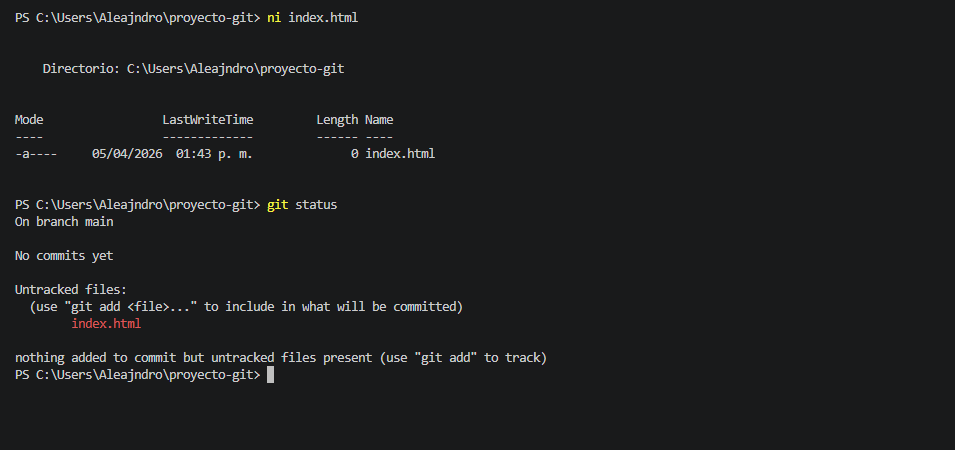 PS C:\Users\Aleajndro\proyecto-git> ni index.html
Directorio: C:\Users\Aleajndro\proyecto-git
Mode LastWriteTime Length Name
---- ------------- ------ ----
-a---- 05/04/2026 01:43 p. m. 0 index.html
PS C:\Users\Aleajndro\proyecto-git> git status
On branch main
No commits yet
Untracked files:
(use "git add <file>..." to include in what will be committed)
index.html
nothing added to commit but untracked files present (use "git add" to track)
PS C:\Users\Aleajndro\proyecto-git>